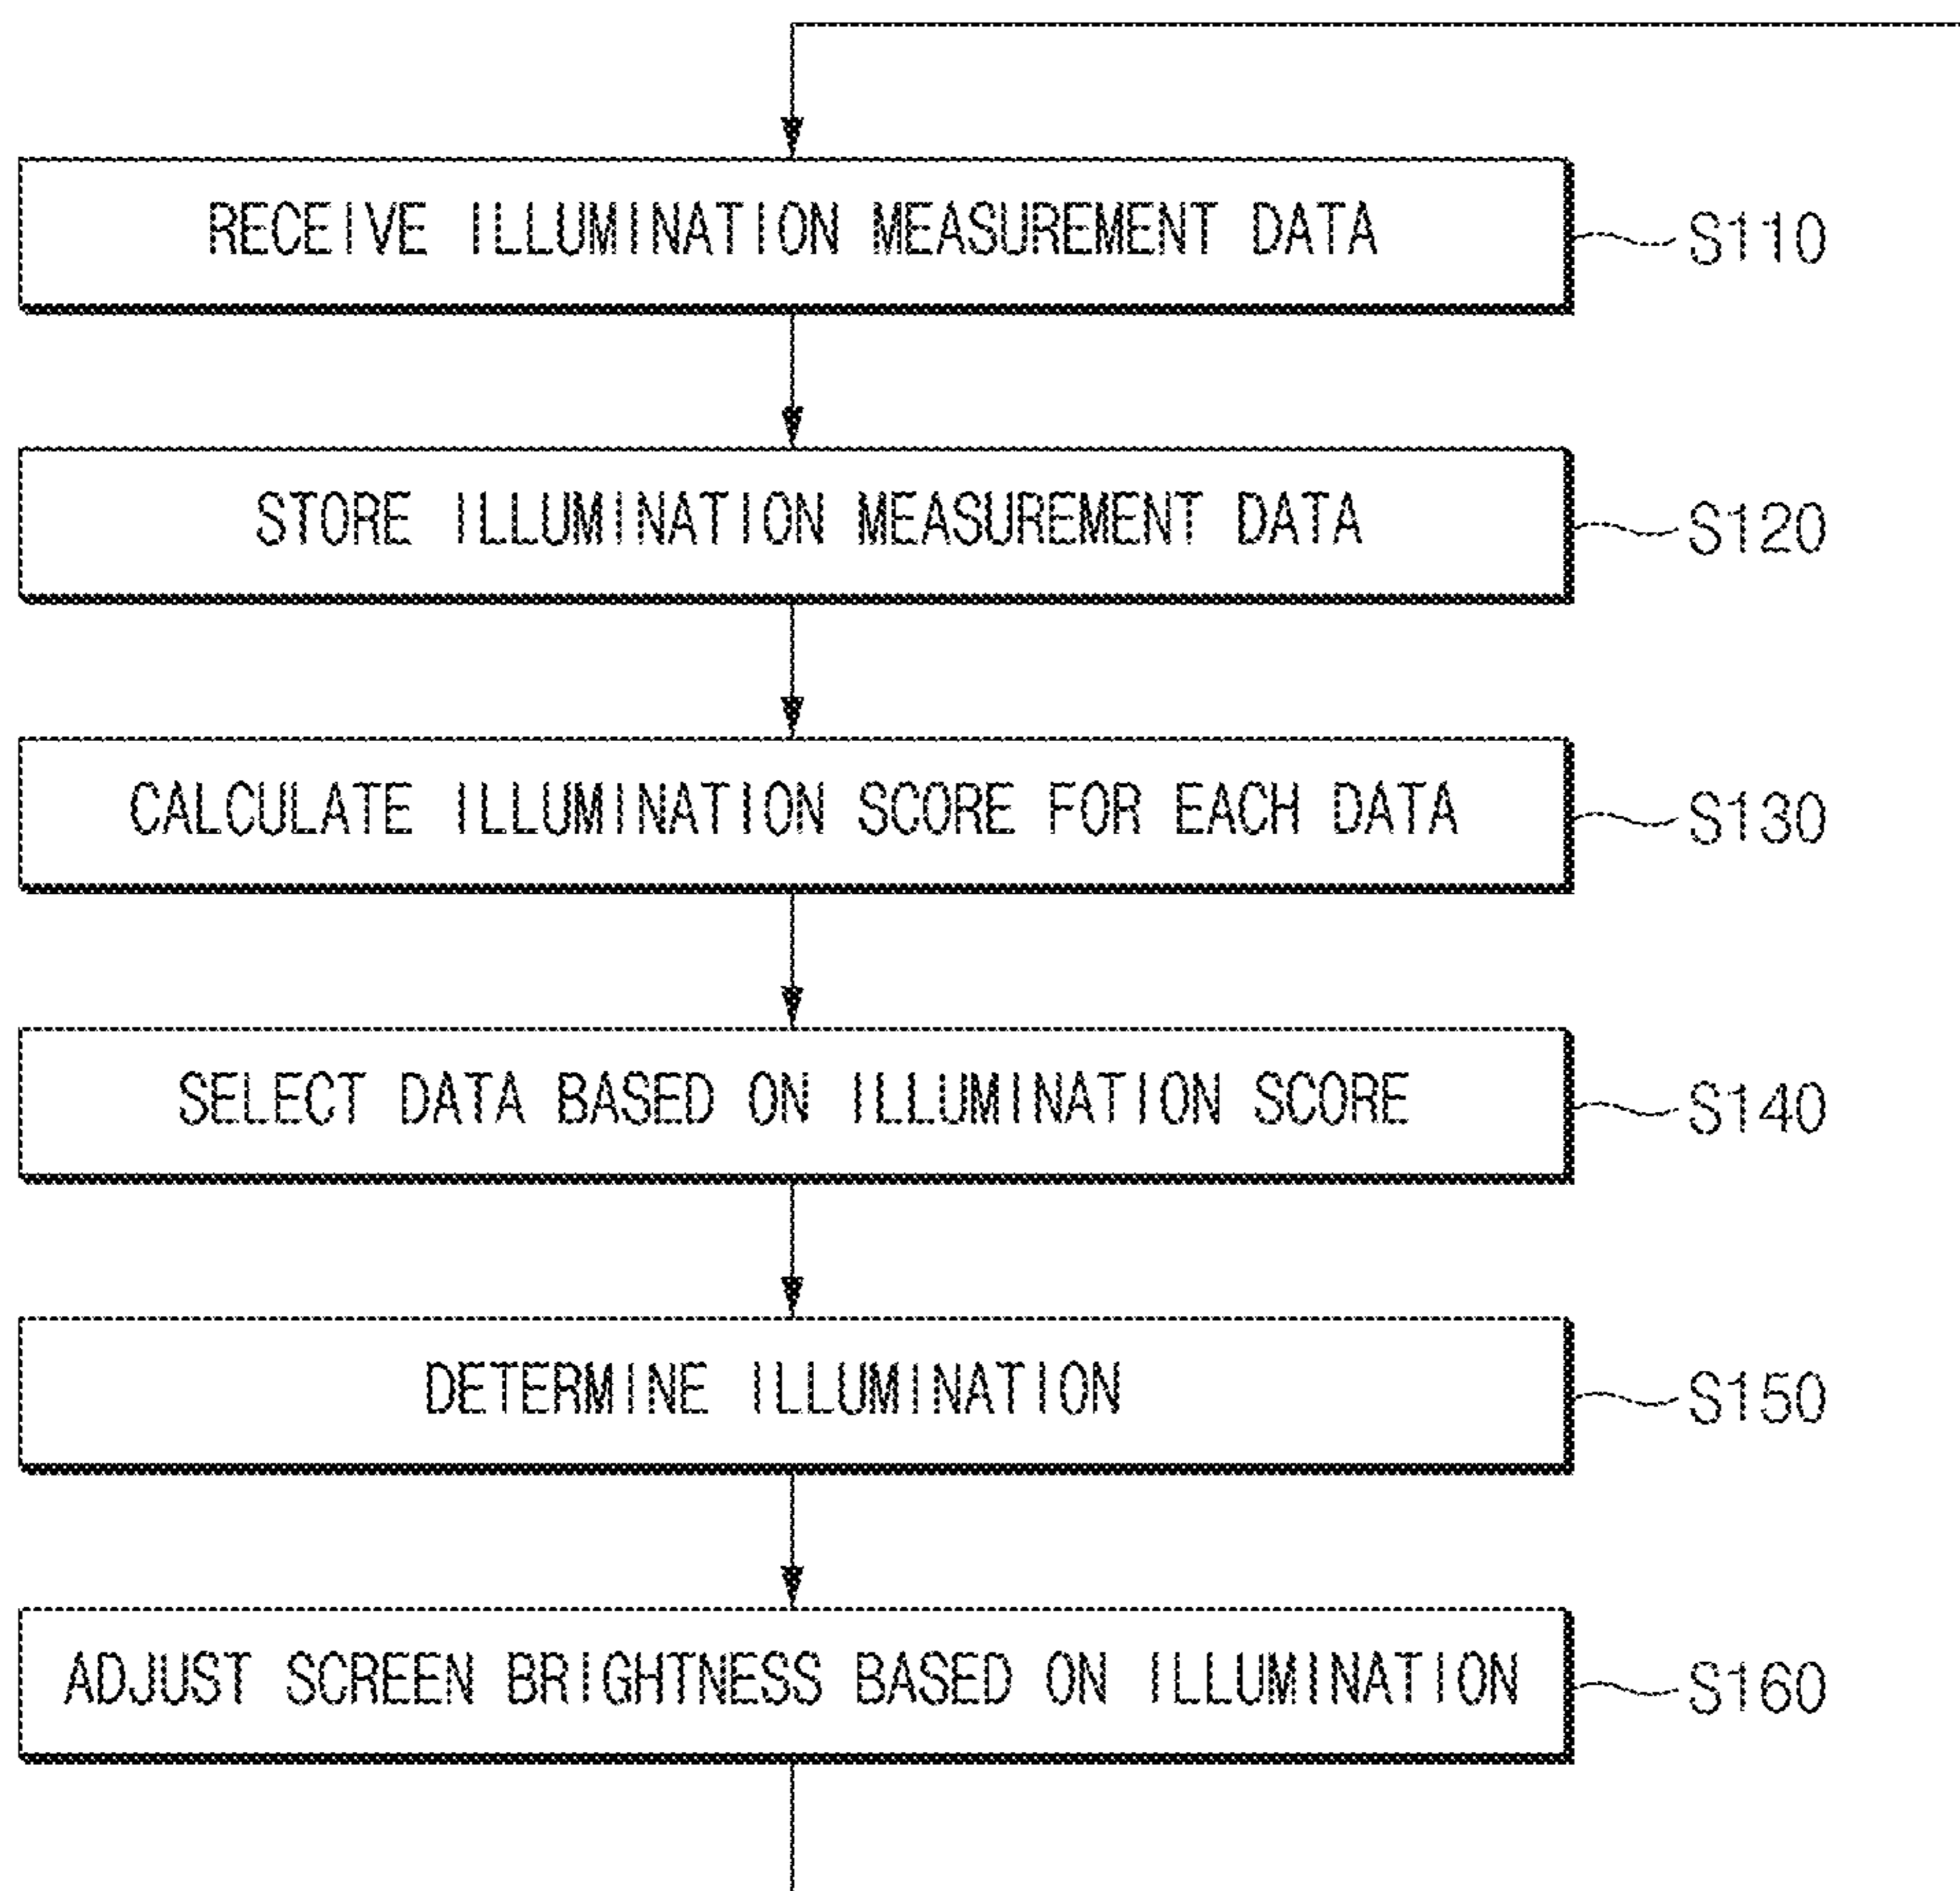 RECEIVE ILLUMINATION MEASUREMENT DATA
S110
STORE ILLUMINATION MEASUREMENT DATA
S120
CALCULATE ILLUMINATION SCORE FOR EACH DATA
S130
SELECT DATA BASED ON ILLUMINATION SCORE
S140
DETERMINE ILLUMINATION
S150
ADJUST SCREEN BRIGHTNESS BASED ON ILLUMINATION
S160